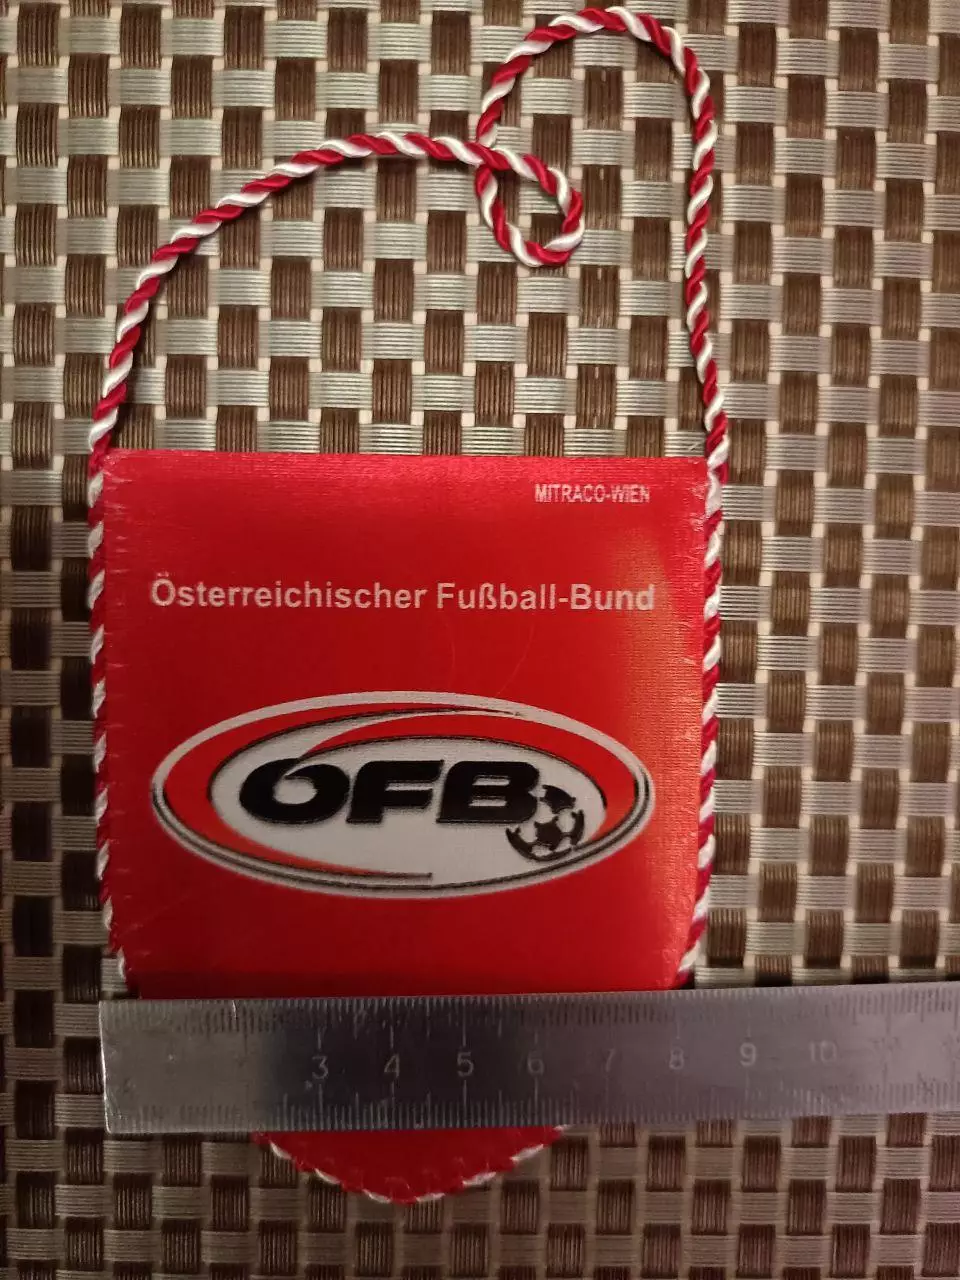 MITRACO-WIEN
Österreichischer Fußball-Bund
ÖFB
3 4 5 6 7 8 9 10